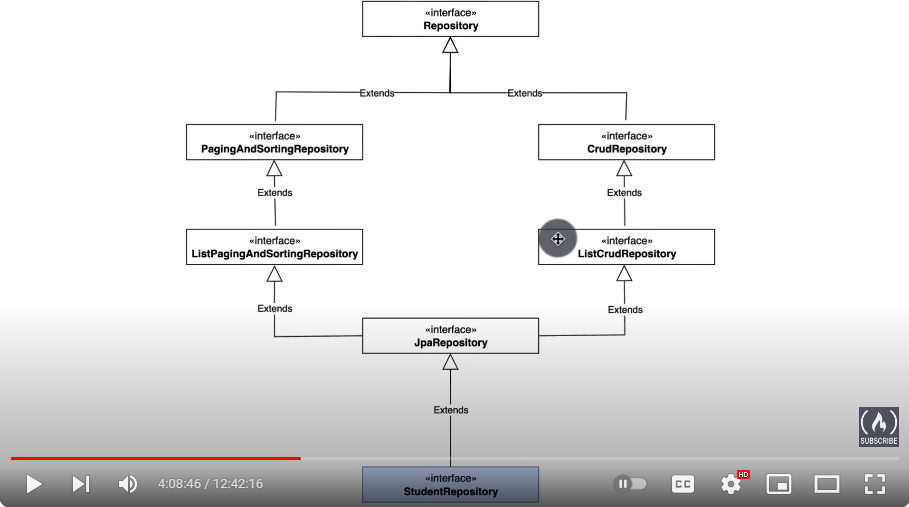 «interface»
Repository
Extends
Extends
«interface»
PagingAndSortingRepository
«interface»
CrudRepository
Extends
Extends
«interface»
ListPagingAndSortingRepository
«interface»
ListCrudRepository
Extends
Extends
«interface»
JpaRepository
Extends
SUBSCRIBE
«interface»
StudentRepository
4:08:46 / 12:42:16
CC
HD